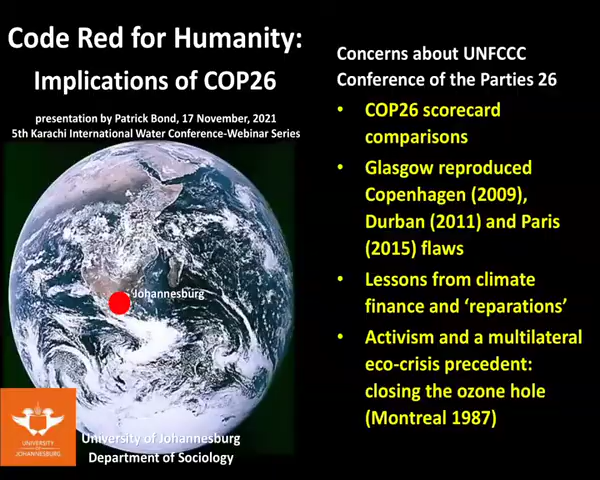 Code Red for Humanity:
Implications of COP26
presentation by Patrick Bond, 17 November, 2021
5th Karachi International Water Conference-Webinar Series
Johannesburg
UNIVERSITY
OF
JOHANNESBURG
University of Johannesburg
Department of Sociology
Concerns about UNFCCC
Conference of the Parties 26
• COP26 scorecard
comparisons
• Glasgow reproduced
Copenhagen (2009),
Durban (2011) and Paris
(2015) flaws
• Lessons from climate
finance and ‘reparations’
• Activism and a multilateral
eco-crisis precedent:
closing the ozone hole
(Montreal 1987)